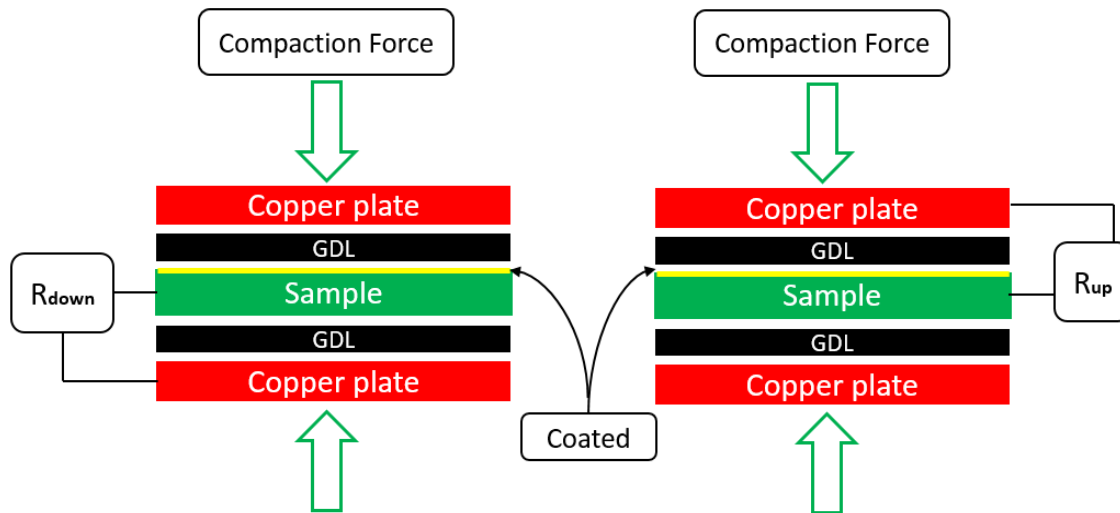 Compaction Force
Copper plate
GDL
Sample
GDL
Copper plate
Rdown
Coated
Compaction Force
Copper plate
GDL
Sample
GDL
Copper plate
Rup